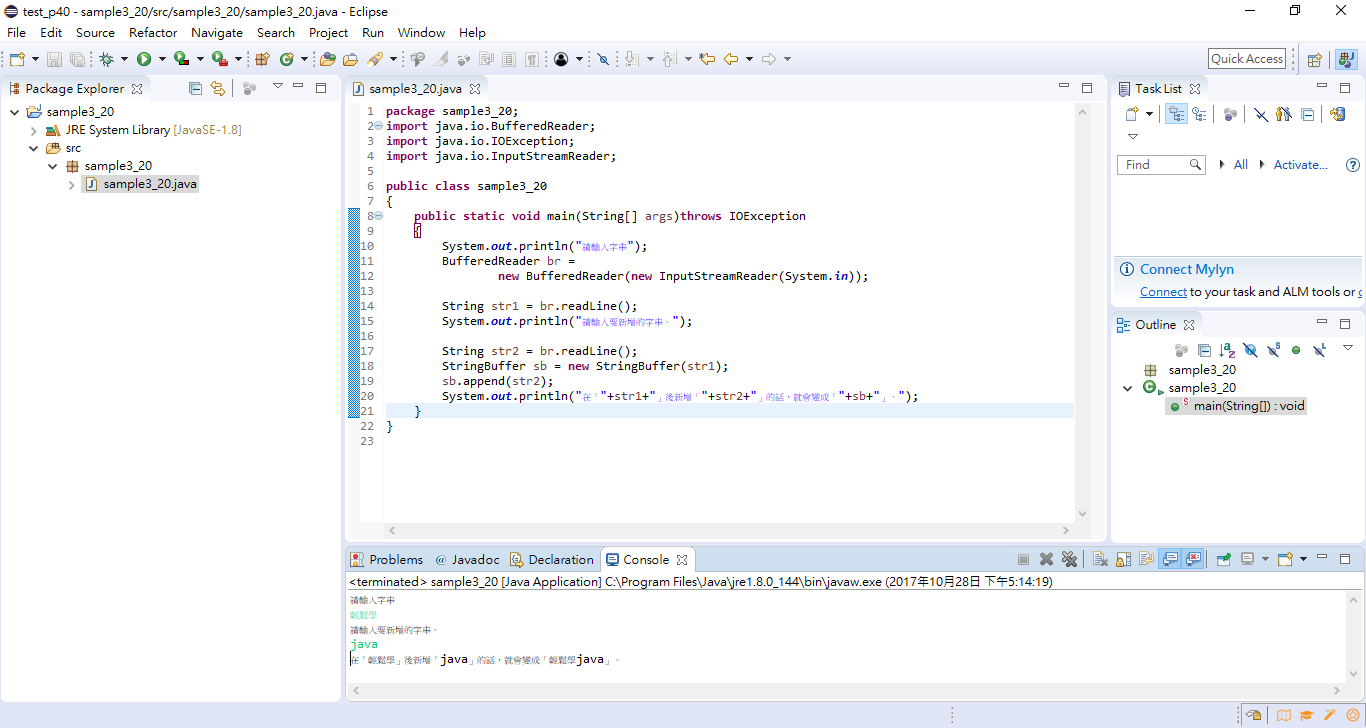 test_p40 - sample3_20/src/sample3_20/sample3_20.java - Eclipse
File Edit Source Refactor Navigate Search Project Run Window Help
Quick Access
Package Explorer
sample3_20
JRE System Library [JavaSE-1.8]
src
sample3_20
sample3_20.java
sample3_20.java
1 package sample3_20;
2 import java.io.BufferedReader;
3 import java.io.IOException;
4 import java.io.InputStreamReader;
5
6 public class sample3_20
7 {
8 public static void main(String[] args)throws IOException
9 {
10 System.out.println("請輸入字串");
11 BufferedReader br =
12 new BufferedReader(new InputStreamReader(System.in));
13
14 String str1 = br.readLine();
15 System.out.println("請輸入要新增的字串。");
16
17 String str2 = br.readLine();
18 StringBuffer sb = new StringBuffer(str1);
19 sb.append(str2);
20 System.out.println("在「"+str1+"」後新增「"+str2+"」的話，就會變成「"+sb+"」。");
21 }
22 }
23
Task List
Find All Activate...
Connect Mylyn
Connect to your task and ALM tools or c
Outline
sample3_20
sample3_20
main(String[]) : void
Problems @ Javadoc Declaration Console
<terminated> sample3_20 [Java Application] C:\Program Files\Java\jre1.8.0_144\bin\javaw.exe (2017年10月28日 下午5:14:19)
請輸入字串
輕鬆學
請輸入要新增的字串。
java
在「輕鬆學」後新增「java」的話，就會變成「輕鬆學java」。